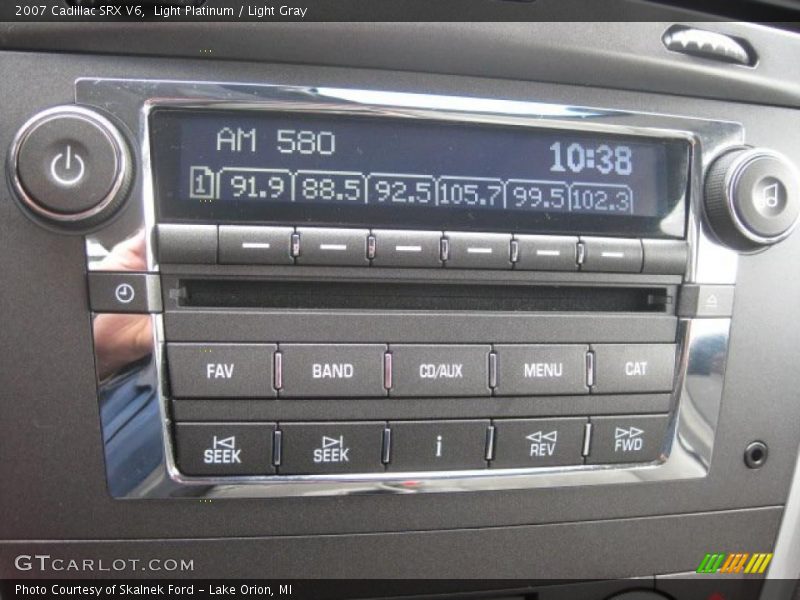 2007 Cadillac SRX V6,  Light Platinum / Light Gray
AM 580
10:38
1 91.9 88.5 92.5 105.7 99.5 102.3
FAV BAND CD/AUX MENU CAT
SEEK SEEK i REV FWD
GTCARLOT.COM
Photo Courtesy of Skalnek Ford - Lake Orion, MI